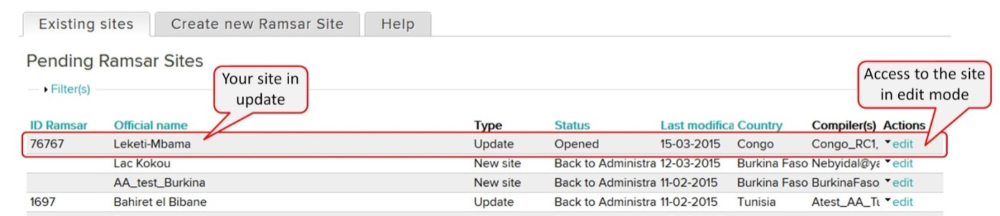 Existing sites Create new Ramsar Site Help
Pending Ramsar Sites
Your site in
update
Access to the site
in edit mode
Filter(s)
ID Ramsar Official name Type Status Last modifica Country Compiler(s) Actions
76767 Leketi-Mbama Update Opened 15-03-2015 Congo Congo_RC1, edit
Lac Kokou New site Back to Administra 12-03-2015 Burkina Faso Nebyidal@ya edit
AA_test_Burkina New site Back to Administra 11-02-2015 Burkina Faso BurkinaFaso edit
1697 Bahiret el Bibane Update Back to Administra 11-02-2015 Tunisia Atest_AA_Tu edit